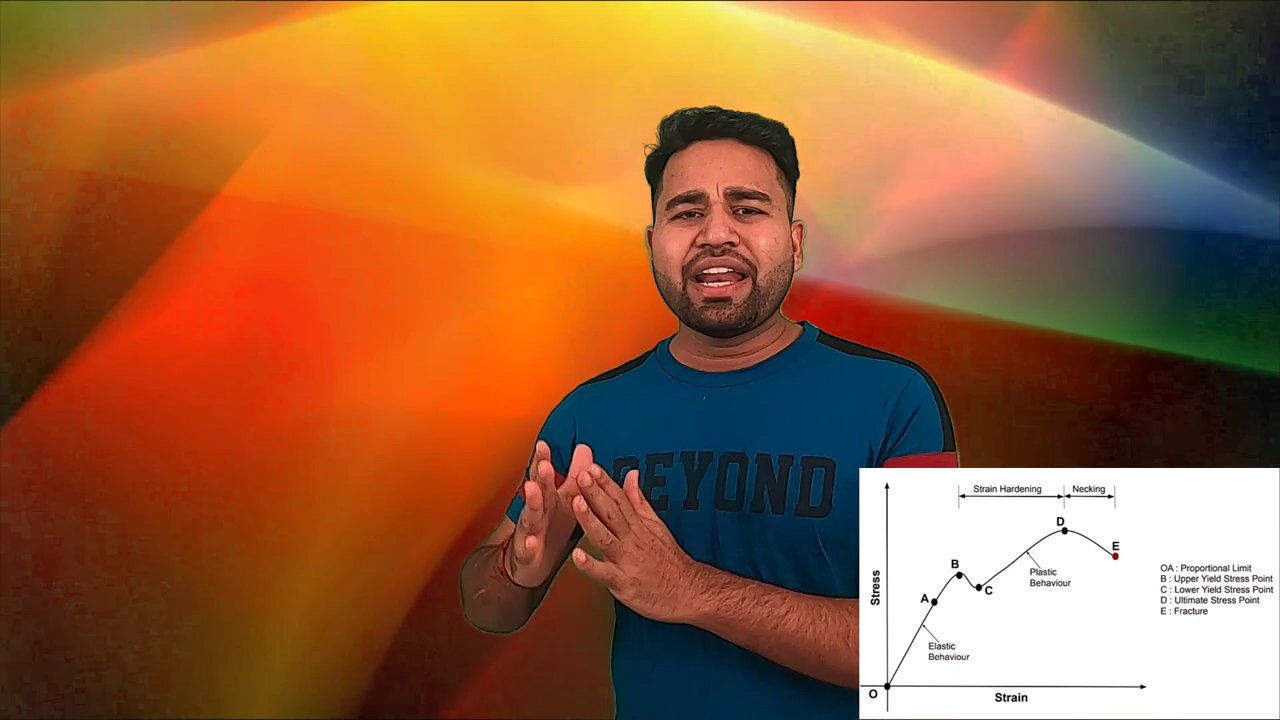 BEYOND
Strain Hardening
Necking
D
E
B
C
A
Plastic
Behaviour
Elastic
Behaviour
O
Stress
Strain
OA : Proportional Limit
B : Upper Yield Stress Point
C : Lower Yield Stress Point
D : Ultimate Stress Point
E : Fracture